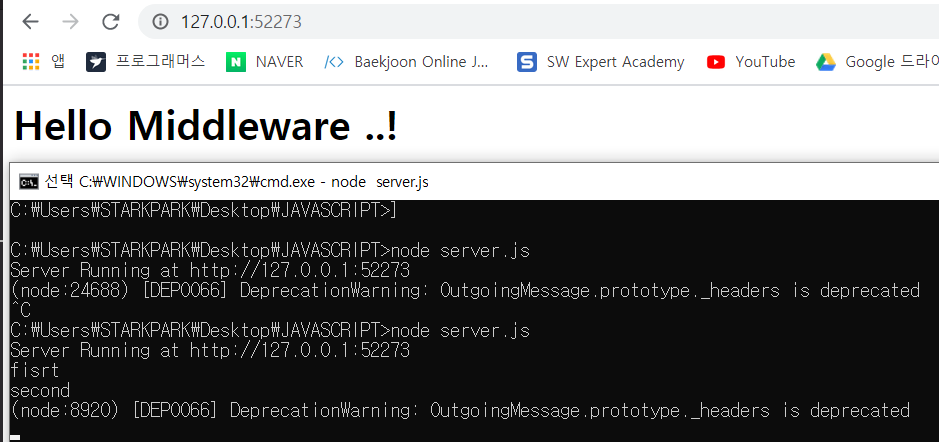 127.0.0.1:52273
앱 프로그래머스 NAVER Baekjoon Online J... SW Expert Academy YouTube Google 드라이
Hello Middleware ..!
선택 C:₩WINDOWS₩system32₩cmd.exe - node server.js
C:₩Users₩STARKPARK₩Desktop₩JAVASCRIPT>]
C:₩Users₩STARKPARK₩Desktop₩JAVASCRIPT>node server.js
Server Running at http://127.0.0.1:52273
(node:24688) [DEP0066] DeprecationWarning: OutgoingMessage.prototype._headers is deprecated
^C
C:₩Users₩STARKPARK₩Desktop₩JAVASCRIPT>node server.js
Server Running at http://127.0.0.1:52273
fisrt
second
(node:8920) [DEP0066] DeprecationWarning: OutgoingMessage.prototype._headers is deprecated